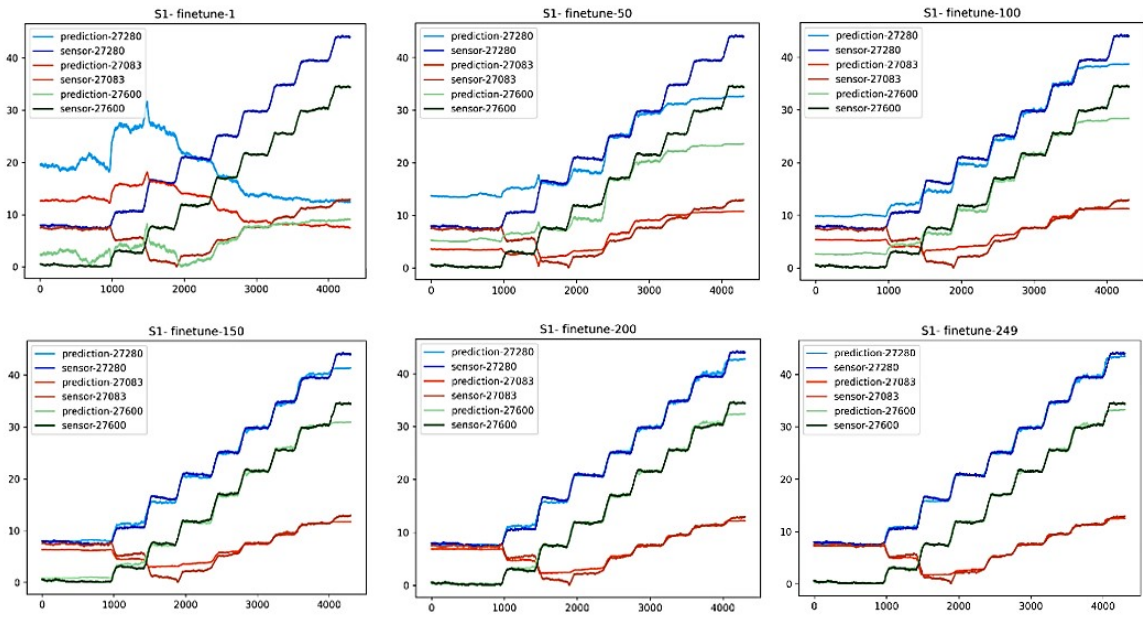 S1- finetune-1
prediction-27280
sensor-27280
prediction-27083
sensor-27083
prediction-27600
sensor-27600
40
30
20
10
0
0 1000 2000 3000 4000
S1- finetune-50
prediction-27280
sensor-27280
prediction-27083
sensor-27083
prediction-27600
sensor-27600
40
30
20
10
0
0 1000 2000 3000 4000
S1- finetune-100
prediction-27280
sensor-27280
prediction-27083
sensor-27083
prediction-27600
sensor-27600
40
30
20
10
0
0 1000 2000 3000 4000
S1- finetune-150
prediction-27280
sensor-27280
prediction-27083
sensor-27083
prediction-27600
sensor-27600
40
30
20
10
0
0 1000 2000 3000 4000
S1- finetune-200
prediction-27280
sensor-27280
prediction-27083
sensor-27083
prediction-27600
sensor-27600
40
30
20
10
0
0 1000 2000 3000 4000
S1- finetune-249
prediction-27280
sensor-27280
prediction-27083
sensor-27083
prediction-27600
sensor-27600
40
30
20
10
0
0 1000 2000 3000 4000